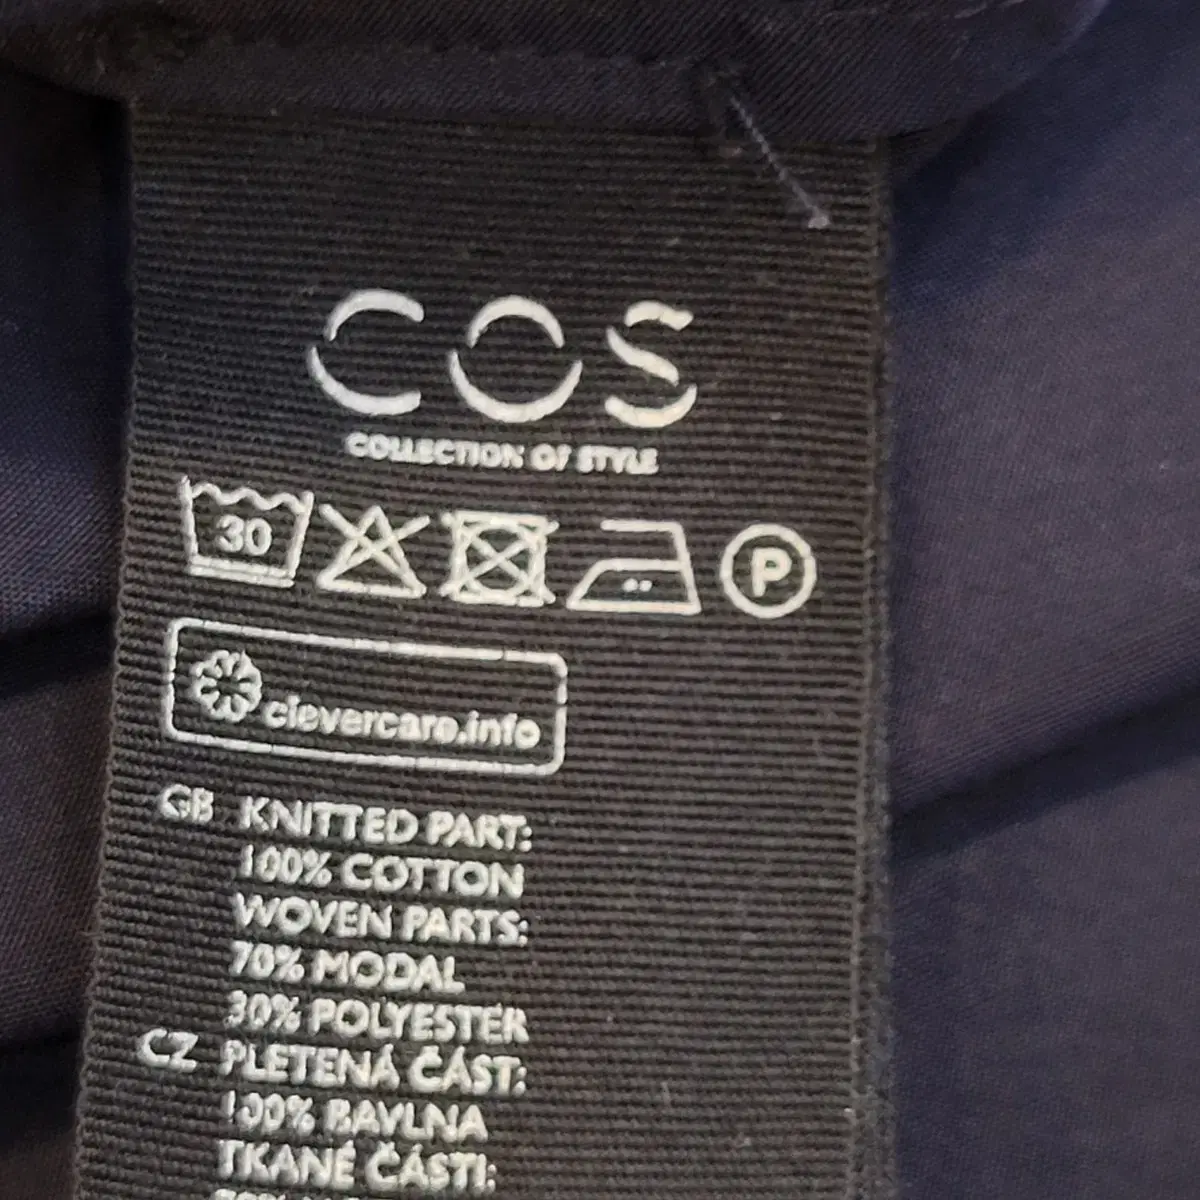 COS
COLLECTION OF STYLE
30
P
clevercare.info
GB KNITTED PART:
100% COTTON
WOVEN PARTS:
70% MODAL
30% POLYESTER
CZ PLETENÁ ČÁST:
100% BAVLNA
TKANÉ ČÁSTI: